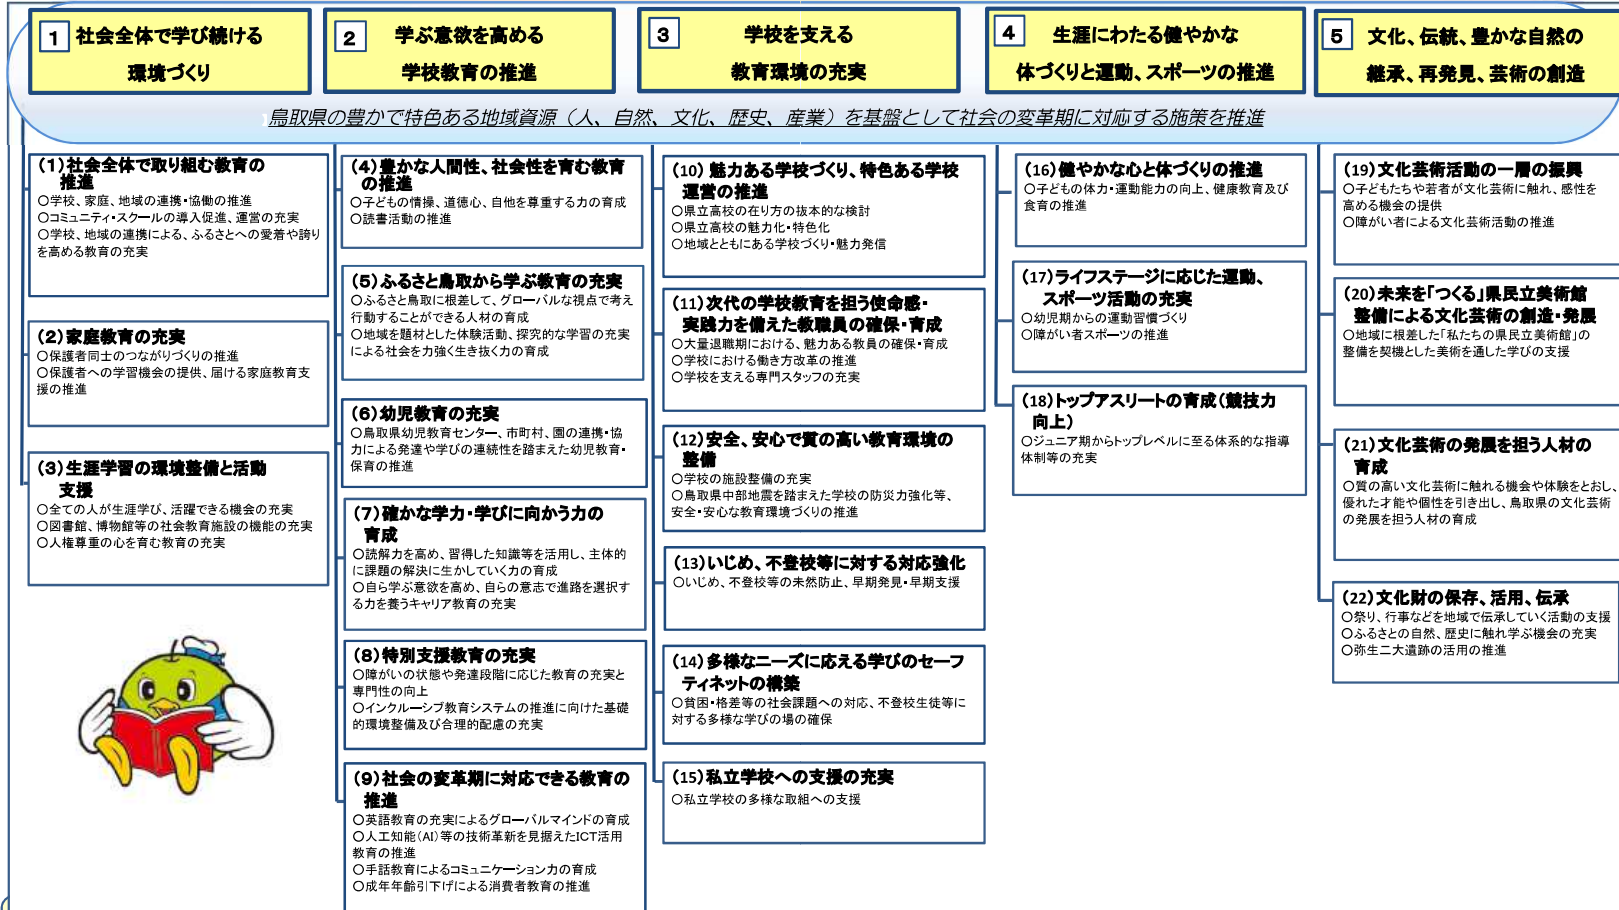 1 社会全体で学び続ける
環境づくり
2 学ぶ意欲を高める
学校教育の推進
3 学校を支える
教育環境の充実
4 生涯にわたる健やかな
体づくりと運動、スポーツの推進
5 文化、伝統、豊かな自然の
継承、再発見、芸術の創造
鳥取県の豊かで特色ある地域資源（人、自然、文化、歴史、産業）を基盤として社会の変革期に対応する施策を推進
(1)社会全体で取り組む教育の
推進
○学校、家庭、地域の連携・協働の推進
○コミュニティ・スクールの導入促進、運営の充実
○学校、地域の連携による、ふるさとへの愛着や誇り
を高める教育の充実
(2)家庭教育の充実
○保護者同士のつながりづくりの推進
○保護者への学習機会の提供、届ける家庭教育支
援の推進
(3)生涯学習の環境整備と活動
支援
○全ての人が生涯学び、活躍できる機会の充実
○図書館、博物館等の社会教育施設の機能の充実
○人権尊重の心を育む教育の充実
(4)豊かな人間性、社会性を育む教育
の推進
○子どもの情操、道徳心、自他を尊重する力の育成
○読書活動の推進
(5)ふるさと鳥取から学ぶ教育の充実
○ふるさと鳥取に根差して、グローバルな視点で考え
行動することができる人材の育成
○地域を題材とした体験活動、探究的な学習の充実
による社会を力強く生き抜く力の育成
(6)幼児教育の充実
○鳥取県幼児教育センター、市町村、園の連携・協
力による発達や学びの連続性を踏まえた幼児教育・
保育の推進
(7)確かな学力・学びに向かう力の
育成
○読解力を高め、習得した知識等を活用し、主体的
に課題の解決に生かしていく力の育成
○自ら学ぶ意欲を高め、自らの意志で進路を選択す
る力を養うキャリア教育の充実
(8)特別支援教育の充実
○障がいの状態や発達段階に応じた教育の充実と
専門性の向上
○インクルーシブ教育システムの推進に向けた基礎
的環境整備及び合理的配慮の充実
(9)社会の変革期に対応できる教育の
推進
○英語教育の充実によるグローバルマインドの育成
○人工知能(AI)等の技術革新を見据えたICT活用
教育の推進
○手話教育によるコミュニケーション力の育成
○成年年齢引下げによる消費者教育の推進
(10) 魅力ある学校づくり、特色ある学校
運営の推進
○県立高校の在り方の抜本的な検討
○県立高校の魅力化・特色化
○地域とともにある学校づくり・魅力発信
(11)次代の学校教育を担う使命感・
実践力を備えた教職員の確保・育成
○大量退職期における、魅力ある教員の確保・育成
○学校における働き方改革の推進
○学校を支える専門スタッフの充実
(12)安全、安心で質の高い教育環境の
整備
○学校の施設整備の充実
○鳥取県中部地震を踏まえた学校の防災力強化等、
安全・安心な教育環境づくりの推進
(13)いじめ、不登校等に対する対応強化
○いじめ、不登校等の未然防止、早期発見・早期支援
(14)多様なニーズに応える学びのセーフ
ティネットの構築
○貧困・格差等の社会課題への対応、不登校生徒等に
対する多様な学びの場の確保
(15)私立学校への支援の充実
○私立学校の多様な取組への支援
(16)健やかな心と体づくりの推進
○子どもの体力・運動能力の向上、健康教育及び
食育の推進
(17)ライフステージに応じた運動、
スポーツ活動の充実
○幼児期からの運動習慣づくり
○障がい者スポーツの推進
(18)トップアスリートの育成(競技力
向上)
○ジュニア期からトップレベルに至る体系的な指導
体制等の充実
(19)文化芸術活動の一層の振興
○子どもたちや若者が文化芸術に触れ、感性を
高める機会の提供
○障がい者による文化芸術活動の推進
(20)未来を「つくる」県民立美術館
整備による文化芸術の創造・発展
○地域に根差した「私たちの県民立美術館」の
整備を契機とした美術を通した学びの支援
(21)文化芸術の発展を担う人材の
育成
○質の高い文化芸術に触れる機会や体験をとおし、
優れた才能や個性を引き出し、鳥取県の文化芸術
の発展を担う人材の育成
(22)文化財の保存、活用、伝承
○祭り、行事などを地域で伝承していく活動の支援
○ふるさとの自然、歴史に触れ学ぶ機会の充実
○弥生二大遺跡の活用の推進